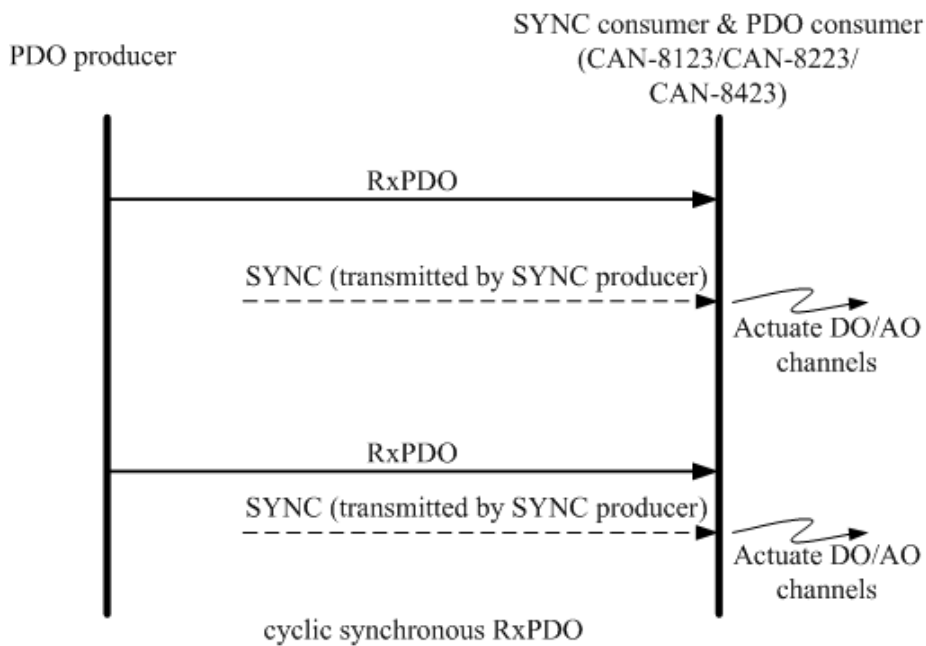 PDO producer
SYNC consumer & PDO consumer
(CAN-8123/CAN-8223/
CAN-8423)
RxPDO
SYNC (transmitted by SYNC producer)
Actuate DO/AO
channels
RxPDO
SYNC (transmitted by SYNC producer)
Actuate DO/AO
channels
cyclic synchronous RxPDO